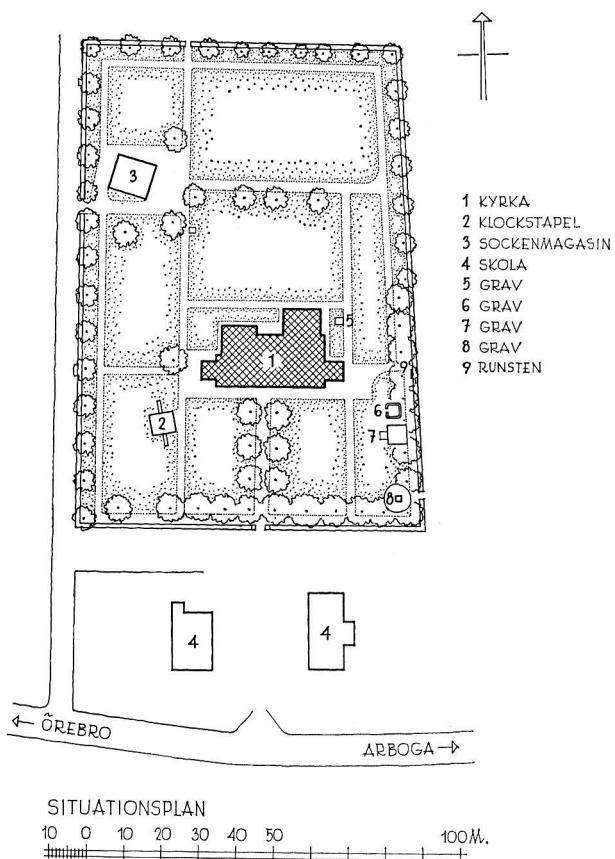 1 KYRKA
2 KLOCKSTAPEL
3 SOCKENMAGASIN
4 SKOLA
5 GRAV
6 GRAV
7 GRAV
8 GRAV
9 RUNSTEN
3
5
1
9
2
6
7
8
4 4
← ÖREBRO
ARBOGA →
SITUATIONSPLAN
10 0 10 20 30 40 50 100 M.